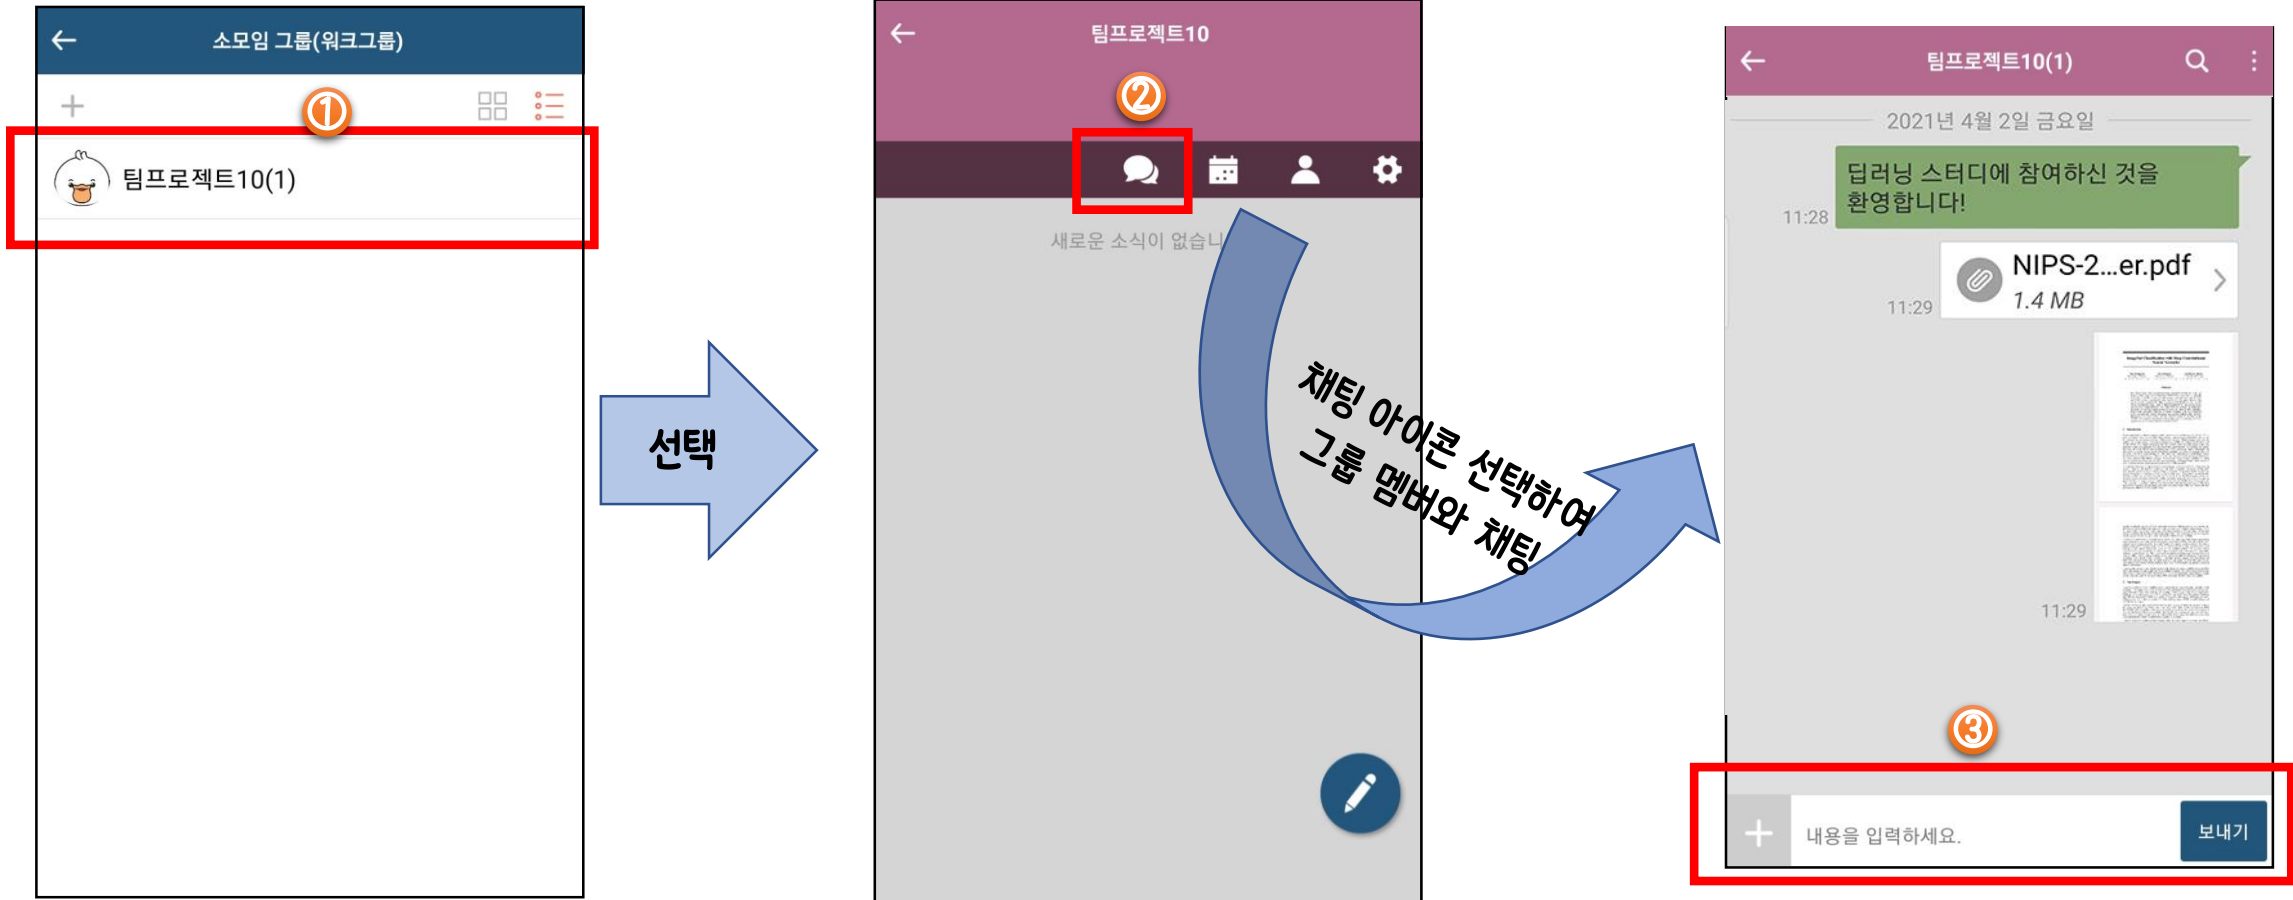 소모임 그룹(워크그룹)
①
팀프로젝트10(1)
선택
팀프로젝트10
②
새로운 소식이 없습니
채팅 아이콘 선택하여
그룹 멤버와 채팅
팀프로젝트10(1)
2021년 4월 2일 금요일
딥러닝 스터디에 참여하신 것을
환영합니다!
11:28
NIPS-2...er.pdf
1.4 MB
11:29
11:29
③
내용을 입력하세요.
보내기